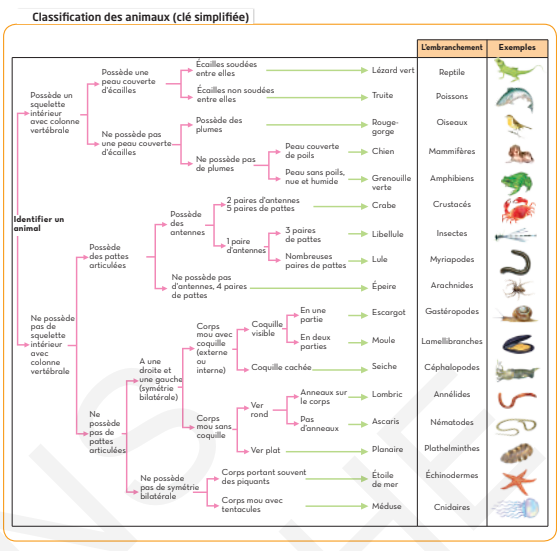 Classification des animaux (clé simplifiée)
L'embranchement
Exemples
Identifier un
animal
Possède un
squelette
intérieur
avec colonne
vertébrale
Possède une
peau couverte
d'écailles
Écailles soudées
entre elles
Lézard vert
Reptile
Écailles non soudées
entre elles
Truite
Poissons
Ne possède pas
une peau couverte
d'écailles
Possède des
plumes
Rouge-
gorge
Oiseaux
Ne possède pas
de plumes
Peau couverte
de poils
Chien
Mammifères
Peau sans poils,
nue et humide
Grenouille
verte
Amphibiens
Ne possède
pas de
squelette
intérieur
avec
colonne
vertébrale
Possède
des pattes
articulées
Possède
des
antennes
2 paires d'antennes
5 paires de pattes
Crabe
Crustacés
1 paire
d'antennes
3 paires
de pattes
Libellule
Insectes
Nombreuses
paires de pattes
Lule
Myriapodes
Ne possède pas
d'antennes, 4 paires
de pattes
Épeire
Arachnides
Ne
possède
pas de
pattes
articulées
A une
droite et
une gauche
(symétrie
bilatérale)
Corps
mou avec
coquille
(externe
ou
interne)
Coquille
visible
En une
partie
Escargot
Gastéropodes
En deux
parties
Moule
Lamellibranches
Coquille cachée
Seiche
Céphalopodes
Corps
mou sans
coquille
Ver
rond
Anneaux sur
le corps
Lombric
Annélides
Pas
d'anneaux
Ascaris
Nématodes
Ver plat
Planaire
Plathelminthes
Ne possède
pas de symétrie
bilatérale
Corps portant souvent
des piquants
Étoile
de mer
Échinodermes
Corps mou avec
tentacules
Méduse
Cnidaires